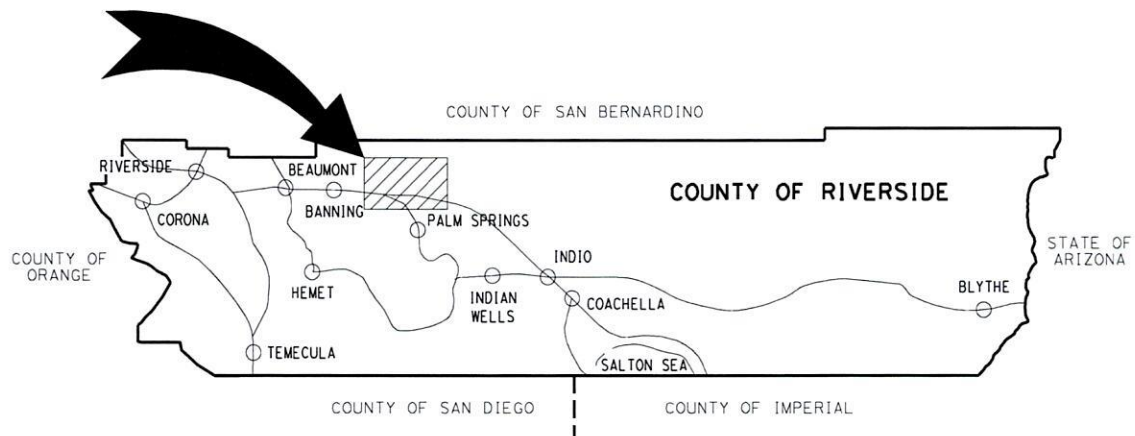 COUNTY OF SAN BERNARDINO
RIVERSIDE
BEAUMONT
COUNTY OF RIVERSIDE
CORONA
BANNING
PALM SPRINGS
COUNTY OF
ORANGE
STATE OF
ARIZONA
INDIO
HEMET
INDIAN
WELLS
COACHELLA
BLYTHE
TEMECULA
SALTON SEA
COUNTY OF SAN DIEGO
COUNTY OF IMPERIAL